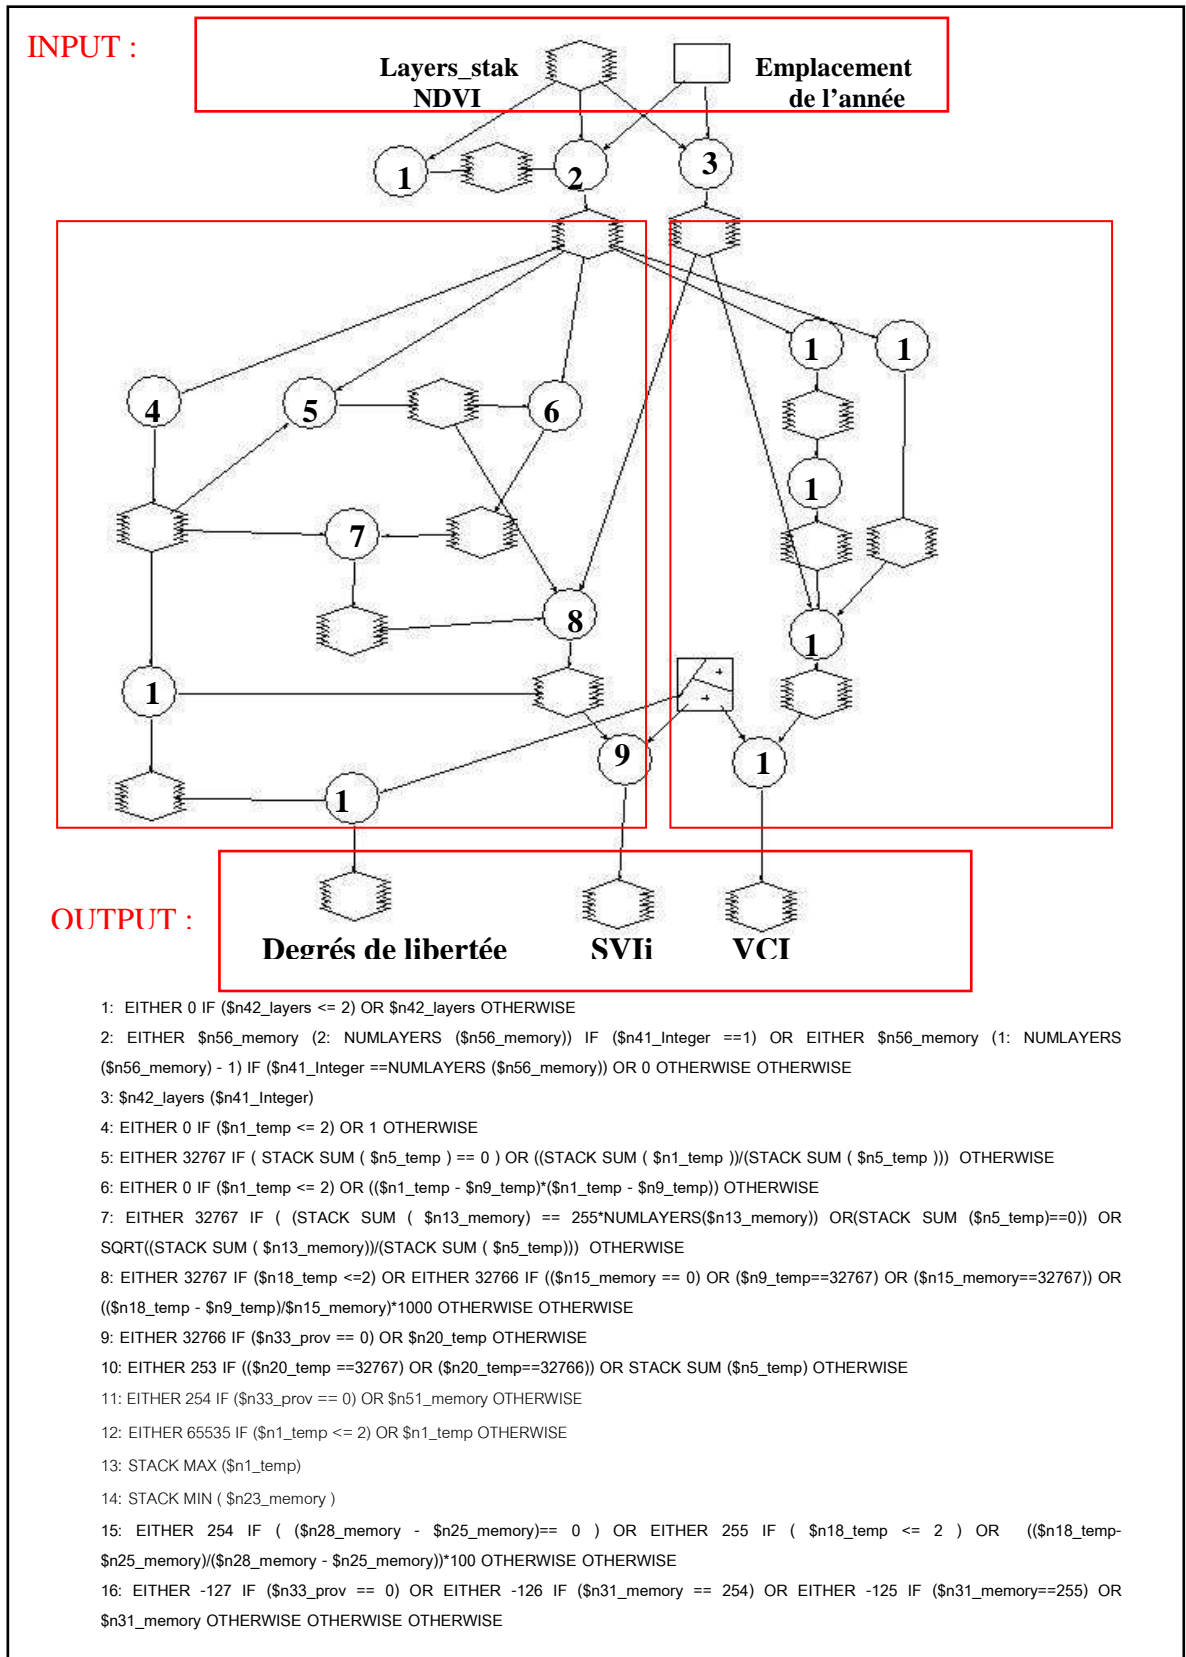 INPUT :
Layers_stak
NDVI
Emplacement
de l'année
1
2
3
1
1
4
5
6
1
7
8
1
1
9
1
1
OUTPUT :
Degrés de libertée
SVIi
VCI
1: EITHER 0 IF ($n42_layers <= 2) OR $n42_layers OTHERWISE
2: EITHER $n56_memory (2: NUMLAYERS ($n56_memory)) IF ($n41_Integer ==1) OR EITHER $n56_memory (1: NUMLAYERS
($n56_memory) - 1) IF ($n41_Integer ==NUMLAYERS ($n56_memory)) OR 0 OTHERWISE OTHERWISE
3: $n42_layers ($n41_Integer)
4: EITHER 0 IF ($n1_temp <= 2) OR 1 OTHERWISE
5: EITHER 32767 IF ( STACK SUM ( $n5_temp ) == 0 ) OR ((STACK SUM ( $n1_temp ))/(STACK SUM ( $n5_temp ))) OTHERWISE
6: EITHER 0 IF ($n1_temp <= 2) OR (($n1_temp - $n9_temp)*($n1_temp - $n9_temp)) OTHERWISE
7: EITHER 32767 IF ( (STACK SUM ( $n13_memory) == 255*NUMLAYERS($n13_memory)) OR(STACK SUM ($n5_temp)==0)) OR
SQRT((STACK SUM ( $n13_memory))/(STACK SUM ( $n5_temp))) OTHERWISE
8: EITHER 32767 IF ($n18_temp <=2) OR EITHER 32766 IF (($n15_memory == 0) OR ($n9_temp==32767) OR ($n15_memory==32767)) OR
(($n18_temp - $n9_temp)/$n15_memory)*1000 OTHERWISE OTHERWISE
9: EITHER 32766 IF ($n33_prov == 0) OR $n20_temp OTHERWISE
10: EITHER 253 IF (($n20_temp ==32767) OR ($n20_temp==32766)) OR STACK SUM ($n5_temp) OTHERWISE
11: EITHER 254 IF ($n33_prov == 0) OR $n51_memory OTHERWISE
12: EITHER 65535 IF ($n1_temp <= 2) OR $n1_temp OTHERWISE
13: STACK MAX ($n1_temp)
14: STACK MIN ( $n23_memory )
15: EITHER 254 IF ( ($n28_memory - $n25_memory)== 0 ) OR EITHER 255 IF ( $n18_temp <= 2 ) OR (($n18_temp-
$n25_memory)/($n28_memory - $n25_memory))*100 OTHERWISE OTHERWISE
16: EITHER -127 IF ($n33_prov == 0) OR EITHER -126 IF ($n31_memory == 254) OR EITHER -125 IF ($n31_memory==255) OR
$n31_memory OTHERWISE OTHERWISE OTHERWISE